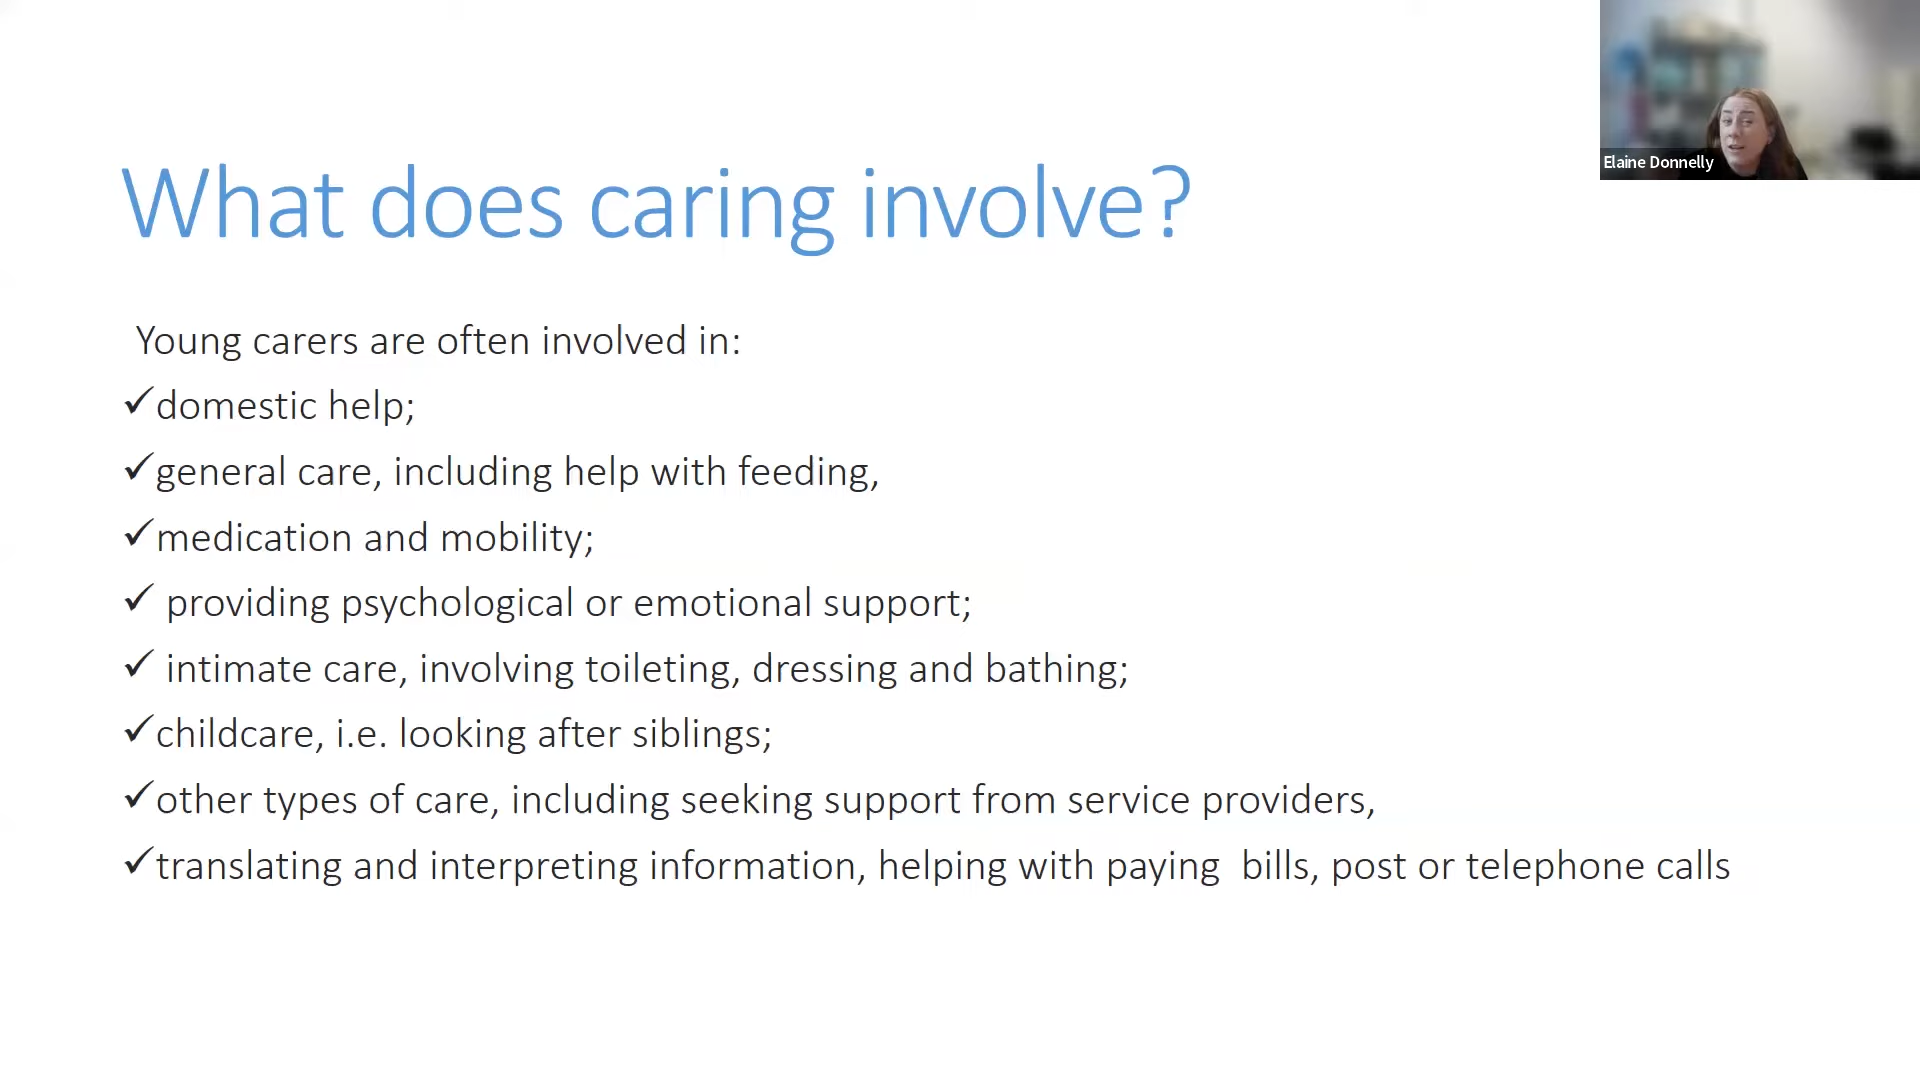 Elaine Donnelly
What does caring involve?
Young carers are often involved in:
✓domestic help;
✓general care, including help with feeding,
✓medication and mobility;
✓ providing psychological or emotional support;
✓ intimate care, involving toileting, dressing and bathing;
✓childcare, i.e. looking after siblings;
✓other types of care, including seeking support from service providers,
✓translating and interpreting information, helping with paying  bills, post or telephone calls